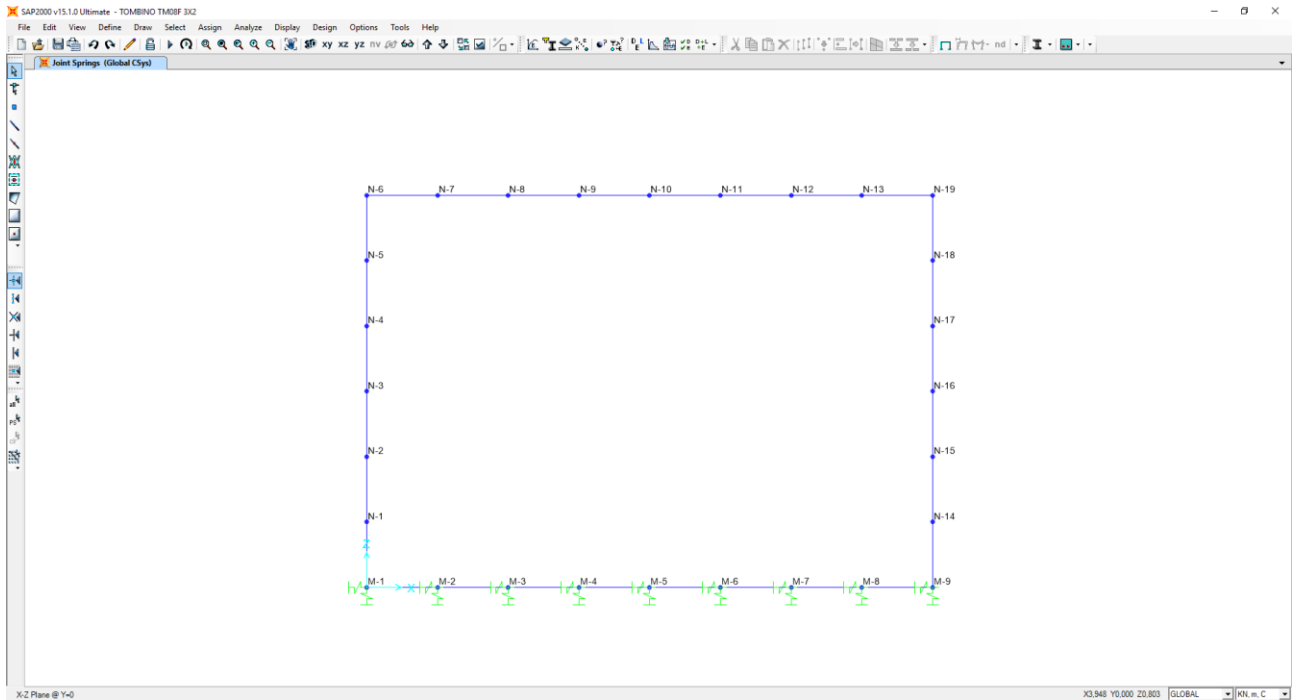 SAP2000 v15.1.0 Ultimate - TOMBINO TM08F 3X2
File Edit View Define Draw Select Assign Analyze Display Design Options Tools Help
xy xz yz nv nd
Joint Springs (Global CSys)
N-6 N-7 N-8 N-9 N-10 N-11 N-12 N-13 N-19
N-5 N-18
N-4 N-17
N-3 N-16
N-2 N-15
N-1 N-14
Z
M-1 X M-2 M-3 M-4 M-5 M-6 M-7 M-8 M-9
X-Z Plane @ Y=0 X3,948 Y0,000 Z0,803 GLOBAL KN, m, C